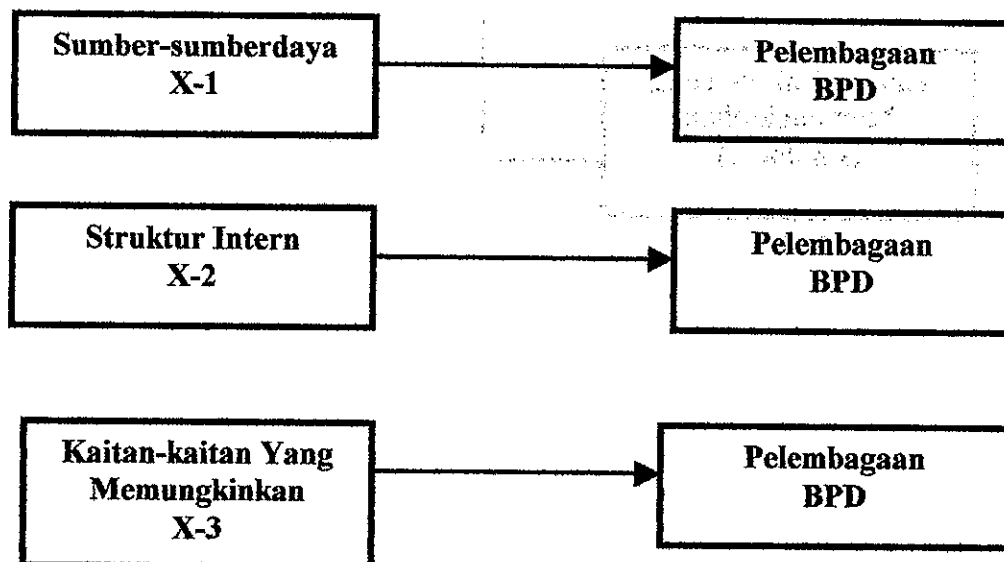 Sumber-sumberdaya
X-1
Pelembagaan
BPD
Struktur Intern
X-2
Pelembagaan
BPD
Kaitan-kaitan Yang
Memungkinkan
X-3
Pelembagaan
BPD